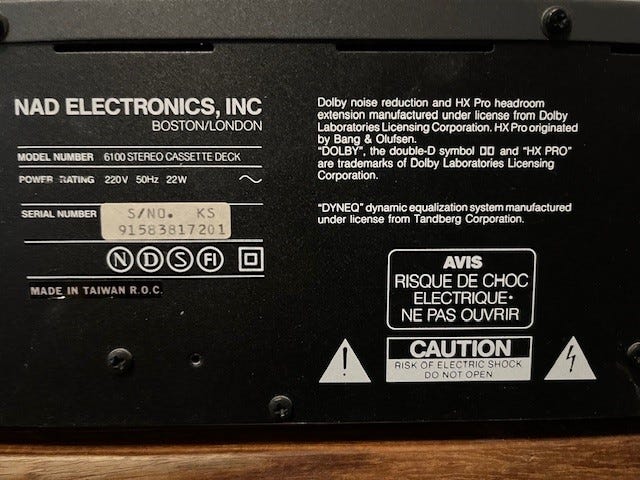 NAD ELECTRONICS, INC
BOSTON/LONDON
MODEL NUMBER 6100 STEREO CASSETTE DECK
POWER RATING 220V 50Hz 22W
SERIAL NUMBER S/NO. KS
91583817201
N D S FI
MADE IN TAIWAN R.O.C.
Dolby noise reduction and HX Pro headroom
extension manufactured under license from Dolby
Laboratories Licensing Corporation. HX Pro originated
by Bang & Olufsen.
"DOLBY", the double-D symbol and "HX PRO"
are trademarks of Dolby Laboratories Licensing
Corporation.
"DYNEQ" dynamic equalization system manufactured
under license from Tandberg Corporation.
AVIS
RISQUE DE CHOC
ELECTRIQUE•
NE PAS OUVRIR
CAUTION
RISK OF ELECTRIC SHOCK
DO NOT OPEN